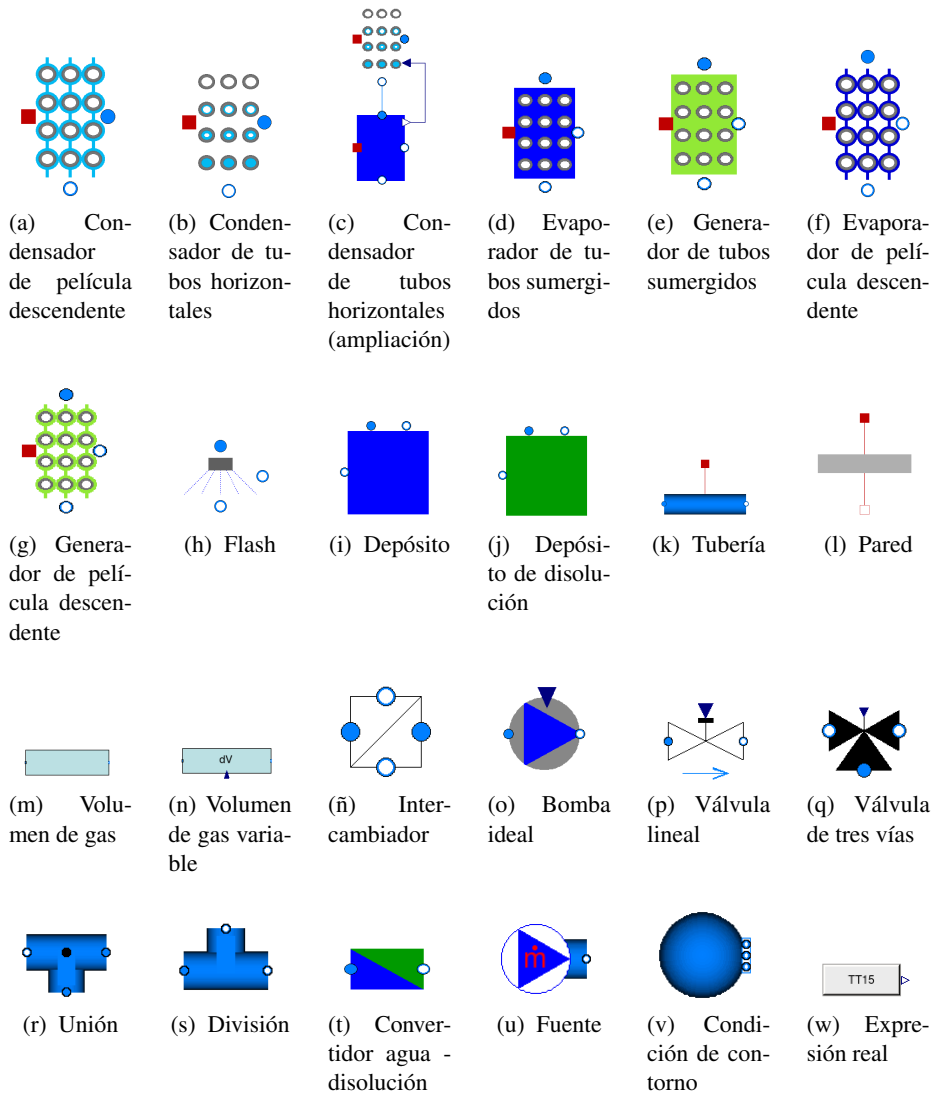 (a) Con-
densador
de película
descendente
(b) Conden-
sador de tu-
bos horizon-
tales
(c) Con-
densador
de tubos
horizontales
(ampliación)
(d) Evapo-
rador de tu-
bos sumergi-
dos
(e) Genera-
dor de tubos
sumergidos
(f) Evapora-
dor de pelí-
cula descen-
dente
(g) Genera-
dor de pelí-
cula descen-
dente
(h) Flash
(i) Depósito
(j) Depósi-
to de disolu-
ción
(k) Tubería
(l) Pared
dV
(m) Volu-
men de gas
(n) Volumen
de gas varia-
ble
(ñ) Inter-
cambiador
(o) Bomba
ideal
(p) Válvula
lineal
(q) Válvula
de tres vías
ṁ
TT15
(r) Unión
(s) División
(t) Conver-
tidor agua -
disolución
(u) Fuente
(v) Condi-
ción de con-
torno
(w) Expre-
sión real